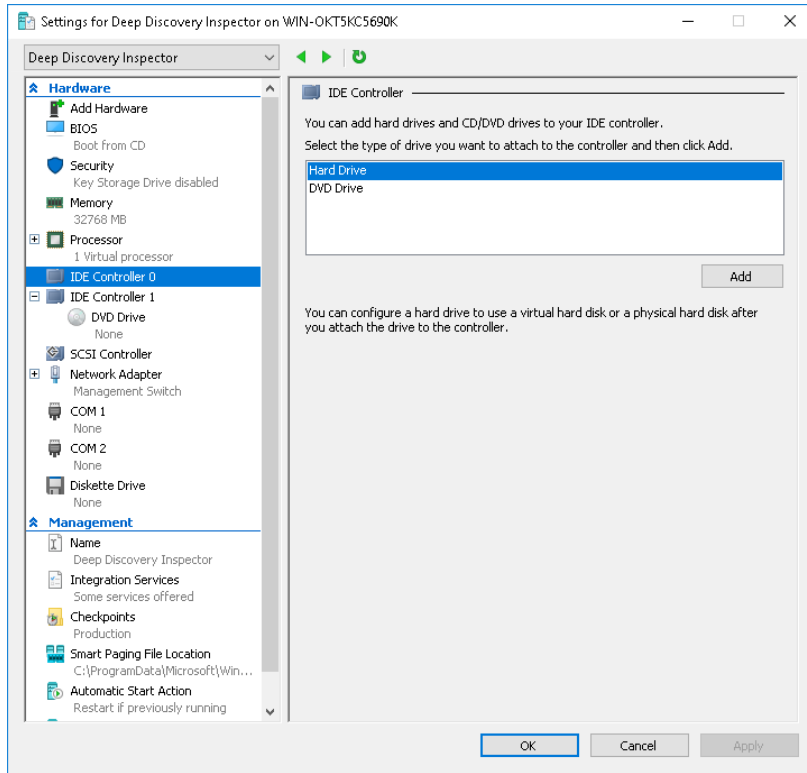 Settings for Deep Discovery Inspector on WIN-OKT5KC5690K
Deep Discovery Inspector
Hardware
Add Hardware
BIOS
Boot from CD
Security
Key Storage Drive disabled
Memory
32768 MB
Processor
1 Virtual processor
IDE Controller 0
IDE Controller 1
DVD Drive
None
SCSI Controller
Network Adapter
Management Switch
COM 1
None
COM 2
None
Diskette Drive
None
Management
Name
Deep Discovery Inspector
Integration Services
Some services offered
Checkpoints
Production
Smart Paging File Location
C:\ProgramData\Microsoft\Win...
Automatic Start Action
Restart if previously running
IDE Controller
You can add hard drives and CD/DVD drives to your IDE controller.
Select the type of drive you want to attach to the controller and then click Add.
Hard Drive
DVD Drive
Add
You can configure a hard drive to use a virtual hard disk or a physical hard disk after
you attach the drive to the controller.
OK
Cancel
Apply